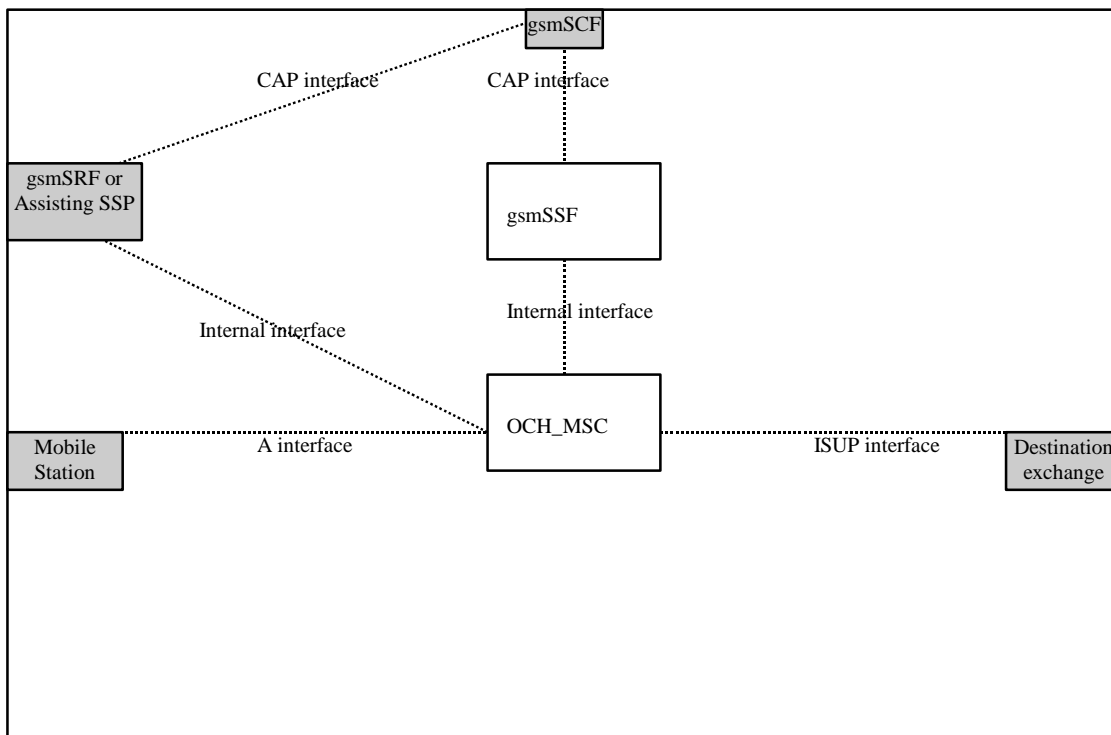 gsmSCF
CAP interface
CAP interface
gsmSRF or
Assisting SSP
gsmSSF
Internal interface
Internal interface
OCH_MSC
Mobile
Station
A interface
ISUP interface
Destination
exchange